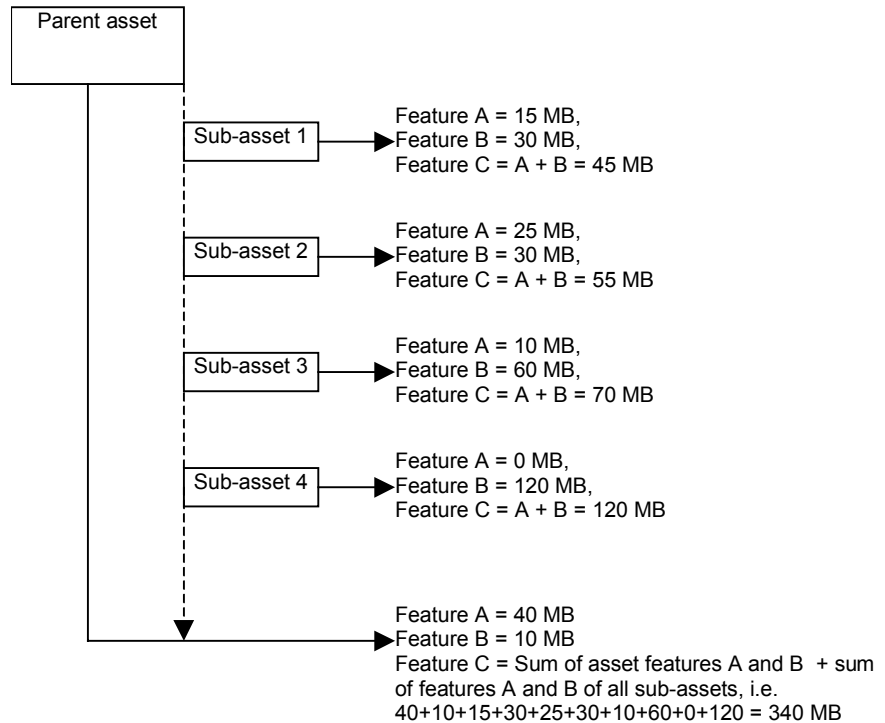 Parent asset
Sub-asset 1
Feature A = 15 MB,
Feature B = 30 MB,
Feature C = A + B = 45 MB
Sub-asset 2
Feature A = 25 MB,
Feature B = 30 MB,
Feature C = A + B = 55 MB
Sub-asset 3
Feature A = 10 MB,
Feature B = 60 MB,
Feature C = A + B = 70 MB
Sub-asset 4
Feature A = 0 MB,
Feature B = 120 MB,
Feature C = A + B = 120 MB
Feature A = 40 MB
Feature B = 10 MB
Feature C = Sum of asset features A and B + sum
of features A and B of all sub-assets, i.e.
40+10+15+30+25+30+10+60+0+120 = 340 MB